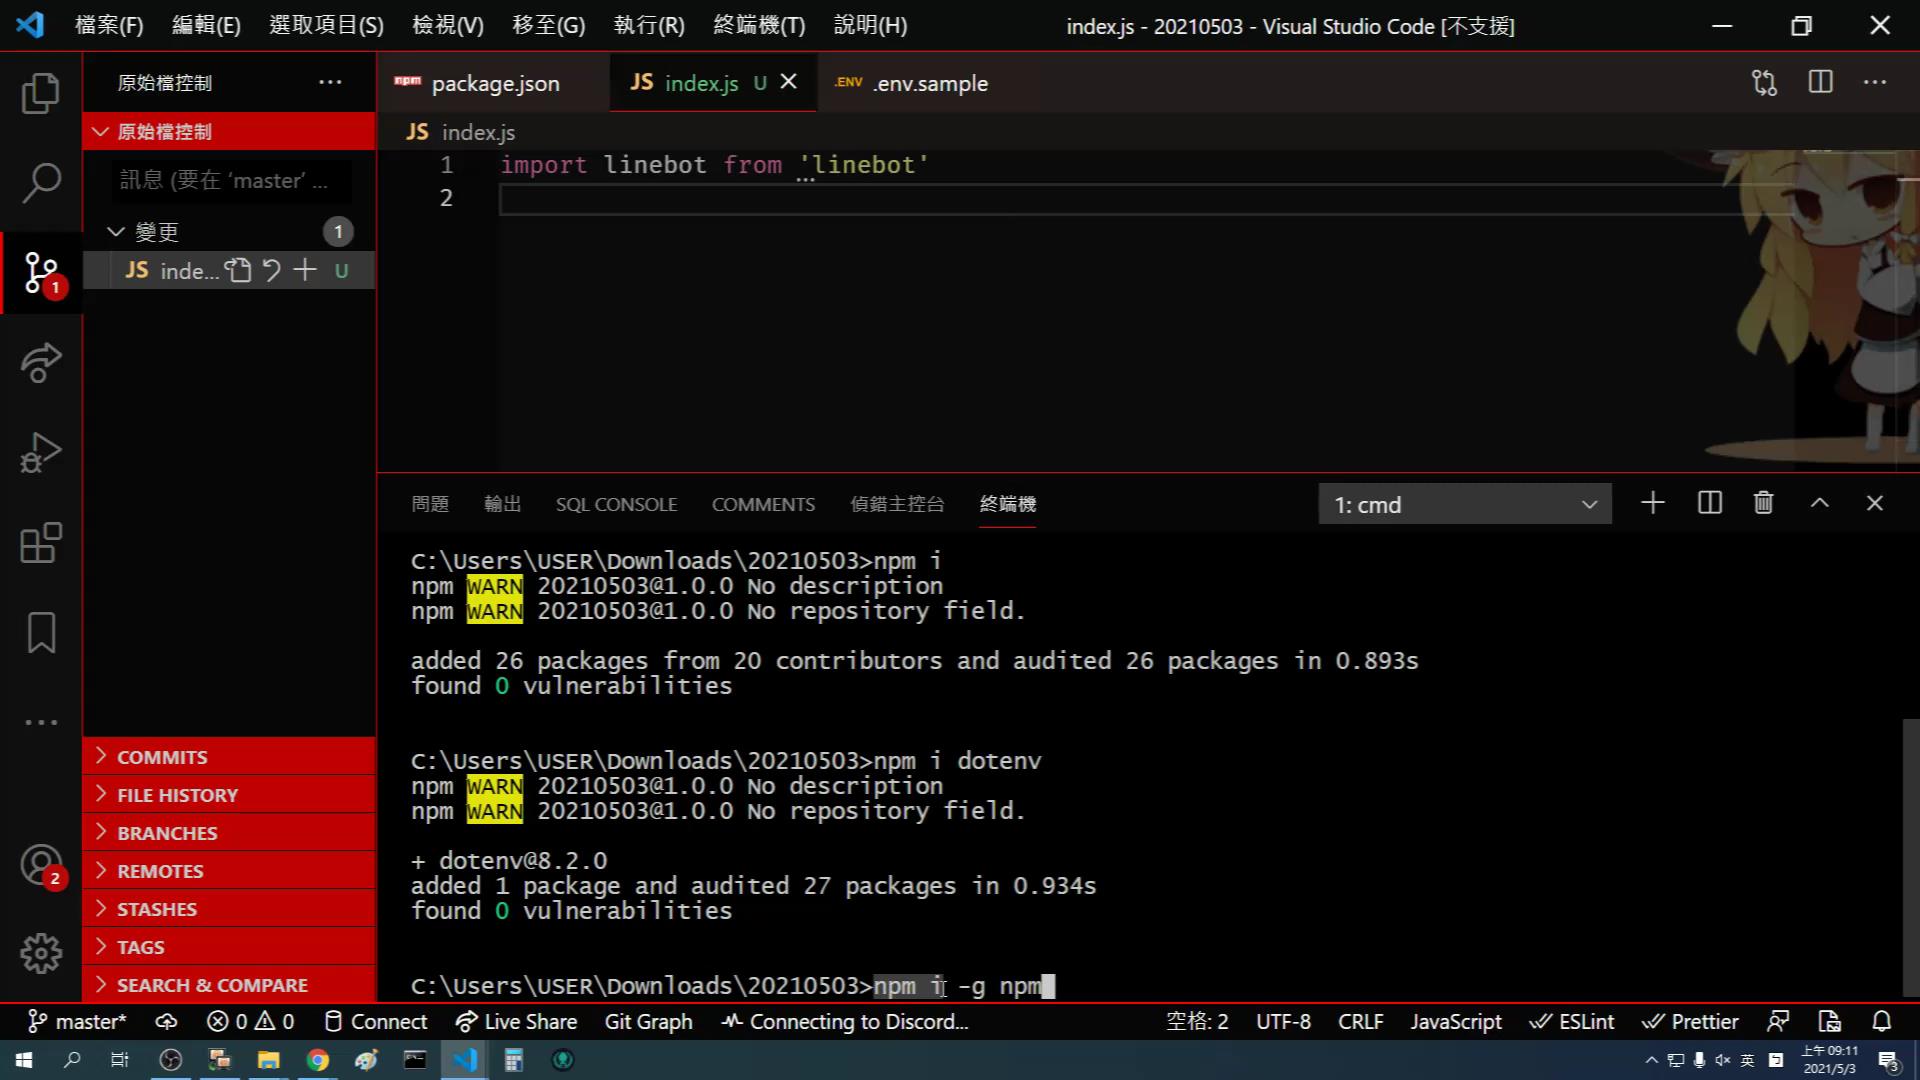 檔案(F) 編輯(E) 選取項目(S) 檢視(V) 移至(G) 執行(R) 終端機(T) 說明(H) index.js - 20210503 - Visual Studio Code [不支援]
原始檔控制 ...
npm package.json JS index.js U .ENV .env.sample ...
原始檔控制
JS index.js
訊息 (要在 ‘master’ ...
1 import linebot from 'linebot'
2
變更 1
JS inde... U
1
問題 輸出 SQL CONSOLE COMMENTS 偵錯主控台 終端機 1: cmd
C:\Users\USER\Downloads\20210503>npm i
npm WARN 20210503@1.0.0 No description
npm WARN 20210503@1.0.0 No repository field.
added 26 packages from 20 contributors and audited 26 packages in 0.893s
found 0 vulnerabilities
C:\Users\USER\Downloads\20210503>npm i dotenv
npm WARN 20210503@1.0.0 No description
npm WARN 20210503@1.0.0 No repository field.
+ dotenv@8.2.0
added 1 package and audited 27 packages in 0.934s
found 0 vulnerabilities
C:\Users\USER\Downloads\20210503>npm i -g npm
COMMITS
FILE HISTORY
BRANCHES
REMOTES
STASHES
TAGS
SEARCH & COMPARE
2
master* 0 0 Connect Live Share Git Graph Connecting to Discord... 空格: 2 UTF-8 CRLF JavaScript ESLint Prettier
英 上午 09:11
2021/5/3 3